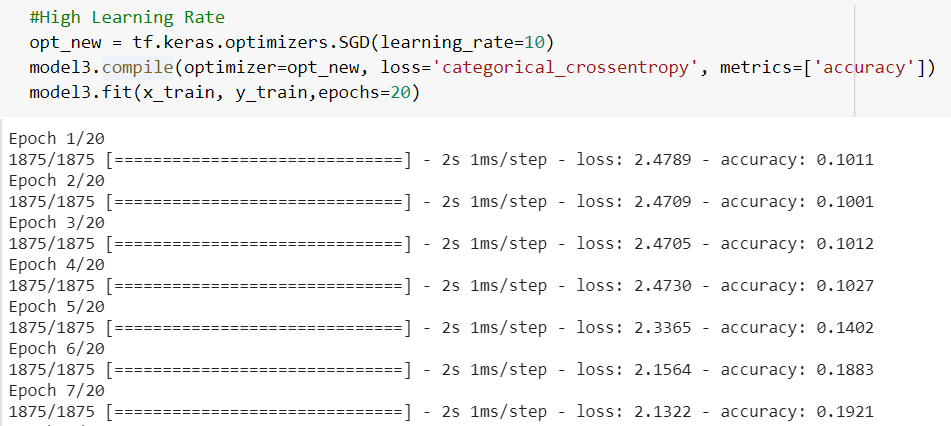 #High Learning Rate
opt_new = tf.keras.optimizers.SGD(learning_rate=10)
model3.compile(optimizer=opt_new, loss='categorical_crossentropy', metrics=['accuracy'])
model3.fit(x_train, y_train,epochs=20)
Epoch 1/20
1875/1875 [==============================] - 2s 1ms/step - loss: 2.4789 - accuracy: 0.1011
Epoch 2/20
1875/1875 [==============================] - 2s 1ms/step - loss: 2.4709 - accuracy: 0.1001
Epoch 3/20
1875/1875 [==============================] - 2s 1ms/step - loss: 2.4705 - accuracy: 0.1012
Epoch 4/20
1875/1875 [==============================] - 2s 1ms/step - loss: 2.4730 - accuracy: 0.1027
Epoch 5/20
1875/1875 [==============================] - 2s 1ms/step - loss: 2.3365 - accuracy: 0.1402
Epoch 6/20
1875/1875 [==============================] - 2s 1ms/step - loss: 2.1564 - accuracy: 0.1883
Epoch 7/20
1875/1875 [==============================] - 2s 1ms/step - loss: 2.1322 - accuracy: 0.1921